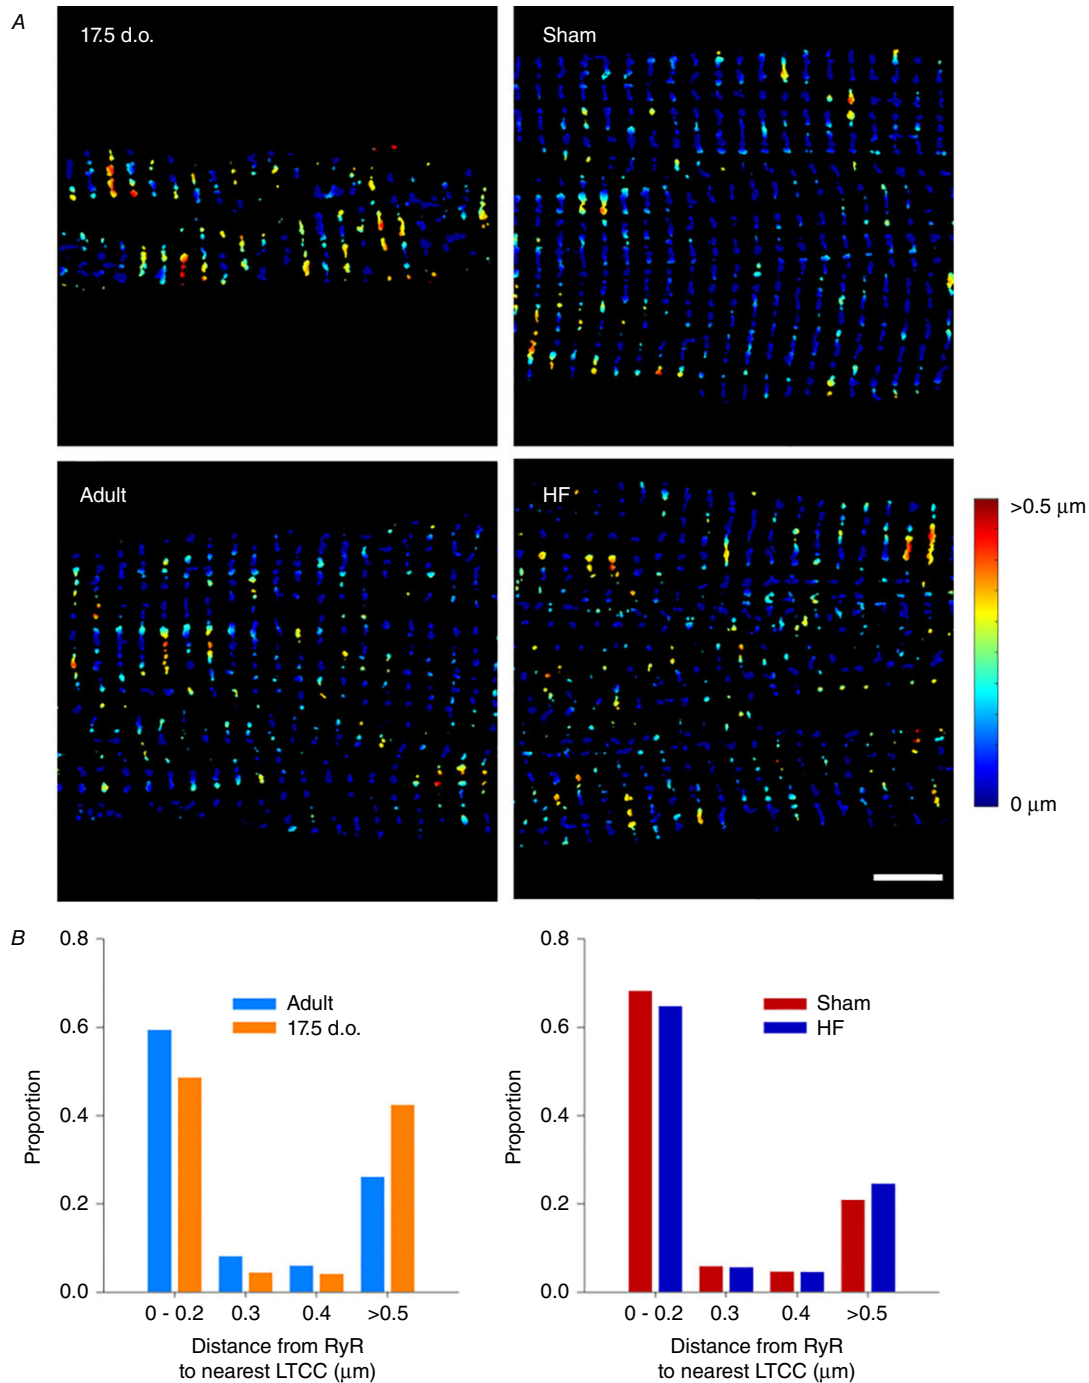 A
17.5 d.o.
Sham
Adult
HF
>0.5 μm
0 μm
B
0.8
0.6
0.4
0.2
0.0
Proportion
Adult
17.5 d.o.
0 - 0.2 0.3 0.4 >0.5
Distance from RyR
to nearest LTCC (μm)
0.8
0.6
0.4
0.2
0.0
Proportion
Sham
HF
0 - 0.2 0.3 0.4 >0.5
Distance from RyR
to nearest LTCC (μm)